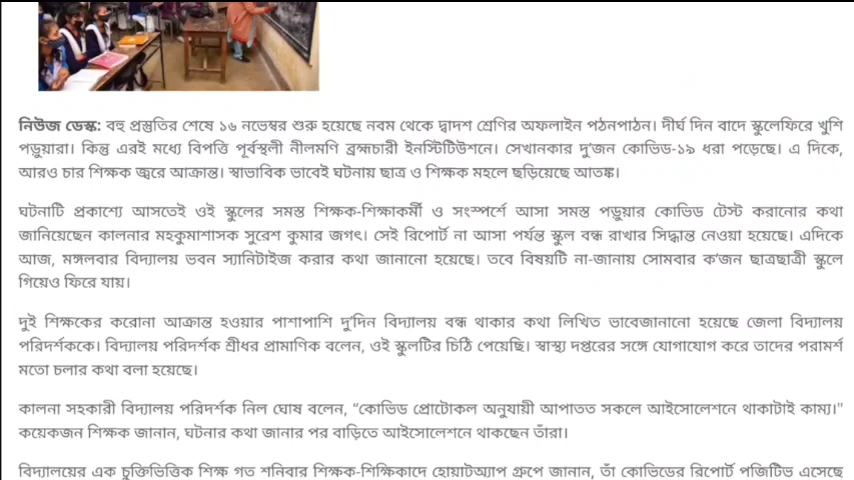 নিউজ ডেস্ক: বহু প্রস্তুতির শেষে ১৬ নভেম্বর শুরু হয়েছে নবম থেকে দ্বাদশ শ্রেণির অফলাইন পঠনপাঠন। দীর্ঘ দিন বাদে স্কুলেফিরে খুশি
পড়ুয়ারা। কিন্তু এরই মধ্যে বিপত্তি পূর্বস্থলী নীলমণি ব্রহ্মচারী ইনস্টিটিউশনে। সেখানকার দু'জন কোভিড-১৯ ধরা পড়েছে। এ দিকে,
আরও চার শিক্ষক জ্বরে আক্রান্ত। স্বাভাবিক ভাবেই ঘটনায় ছাত্র ও শিক্ষক মহলে ছড়িয়েছে আতঙ্ক।
ঘটনাটি প্রকাশ্যে আসতেই ওই স্কুলের সমস্ত শিক্ষক-শিক্ষাকর্মী ও সংস্পর্শে আসা সমস্ত পড়ুয়ার কোভিড টেস্ট করানোর কথা
জানিয়েছেন কালনার মহকুমাশাসক সুরেশ কুমার জগৎ। সেই রিপোর্ট না আসা পর্যন্ত স্কুল বন্ধ রাখার সিদ্ধান্ত নেওয়া হয়েছে। এদিকে
আজ, মঙ্গলবার বিদ্যালয় ভবন স্যানিটাইজ করার কথা জানানো হয়েছে। তবে বিষয়টি না-জানায় সোমবার ক'জন ছাত্রছাত্রী স্কুলে
গিয়েও ফিরে যায়।
দুই শিক্ষকের করোনা আক্রান্ত হওয়ার পাশাপাশি দু'দিন বিদ্যালয় বন্ধ থাকার কথা লিখিত ভাবেজানানো হয়েছে জেলা বিদ্যালয়
পরিদর্শককে। বিদ্যালয় পরিদর্শক শ্রীধর প্রামাণিক বলেন, ওই স্কুলটির চিঠি পেয়েছি। স্বাস্থ্য দপ্তরের সঙ্গে যোগাযোগ করে তাদের পরামর্শ
মতো চলার কথা বলা হয়েছে।
কালনা সহকারী বিদ্যালয় পরিদর্শক নিল ঘোষ বলেন, “কোভিড প্রোটোকল অনুযায়ী আপাতত সকলে আইসোলেশনে থাকাটাই কাম্য।"
কয়েকজন শিক্ষক জানান, ঘটনার কথা জানার পর বাড়িতে আইসোলেশনে থাকছেন তাঁরা।
বিদ্যালয়ের এক চুক্তিভিত্তিক শিক্ষ গত শনিবার শিক্ষক-শিক্ষিকাদে হোয়াটঅ্যাপ গ্রুপে জানান, তাঁ কোভিডের রিপোর্ট পজিটিভ এসেছে